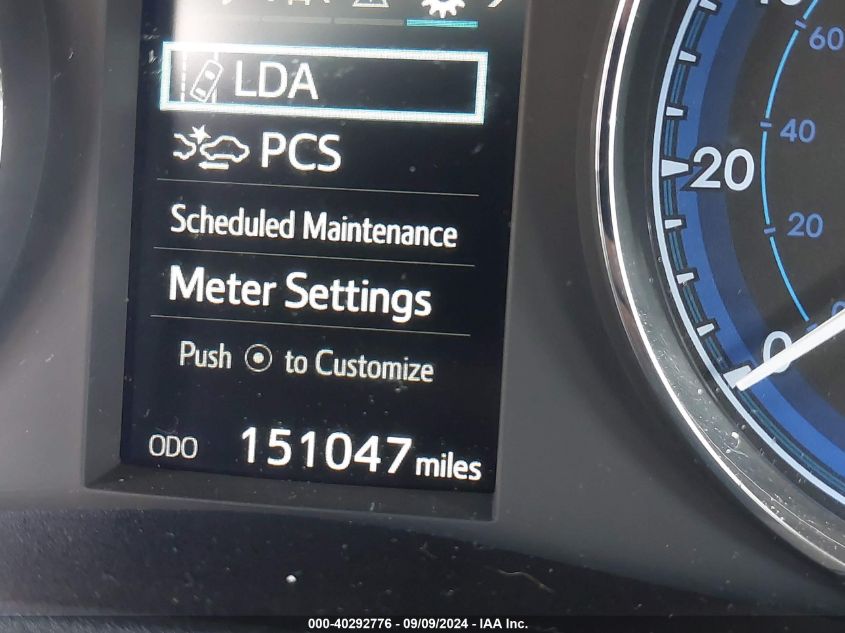 LDA
PCS
Scheduled Maintenance
Meter Settings
Push to Customize
ODO 151047 miles
60
40
20
20
0
000-40292776 - 09/09/2024 - IAA Inc.